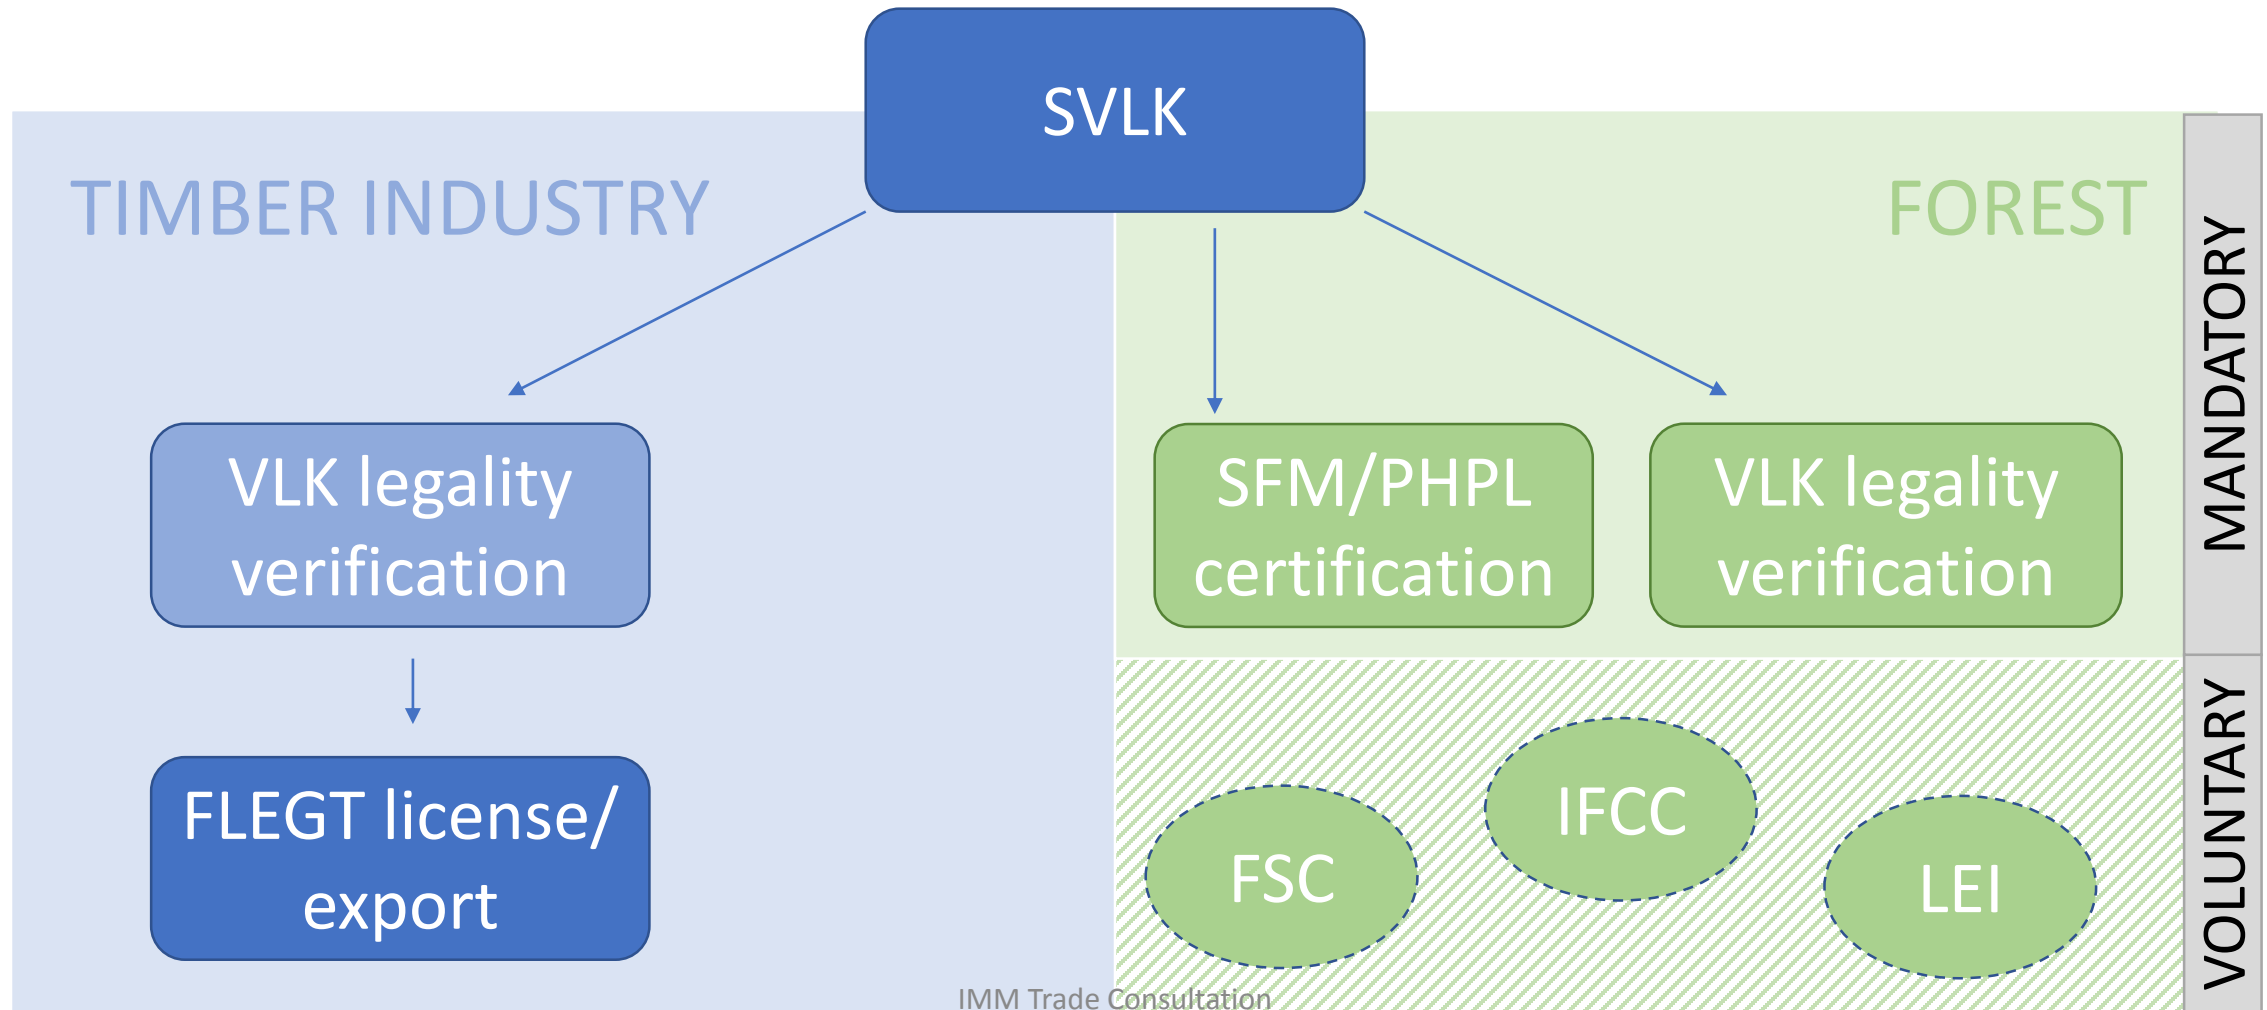 SVLK
TIMBER INDUSTRY
FOREST
MANDATORY
VLK legality
verification
SFM/PHPL
certification
VLK legality
verification
FLEGT license/
export
FSC
IFCC
LEI
VOLUNTARY
IMM Trade Consultation